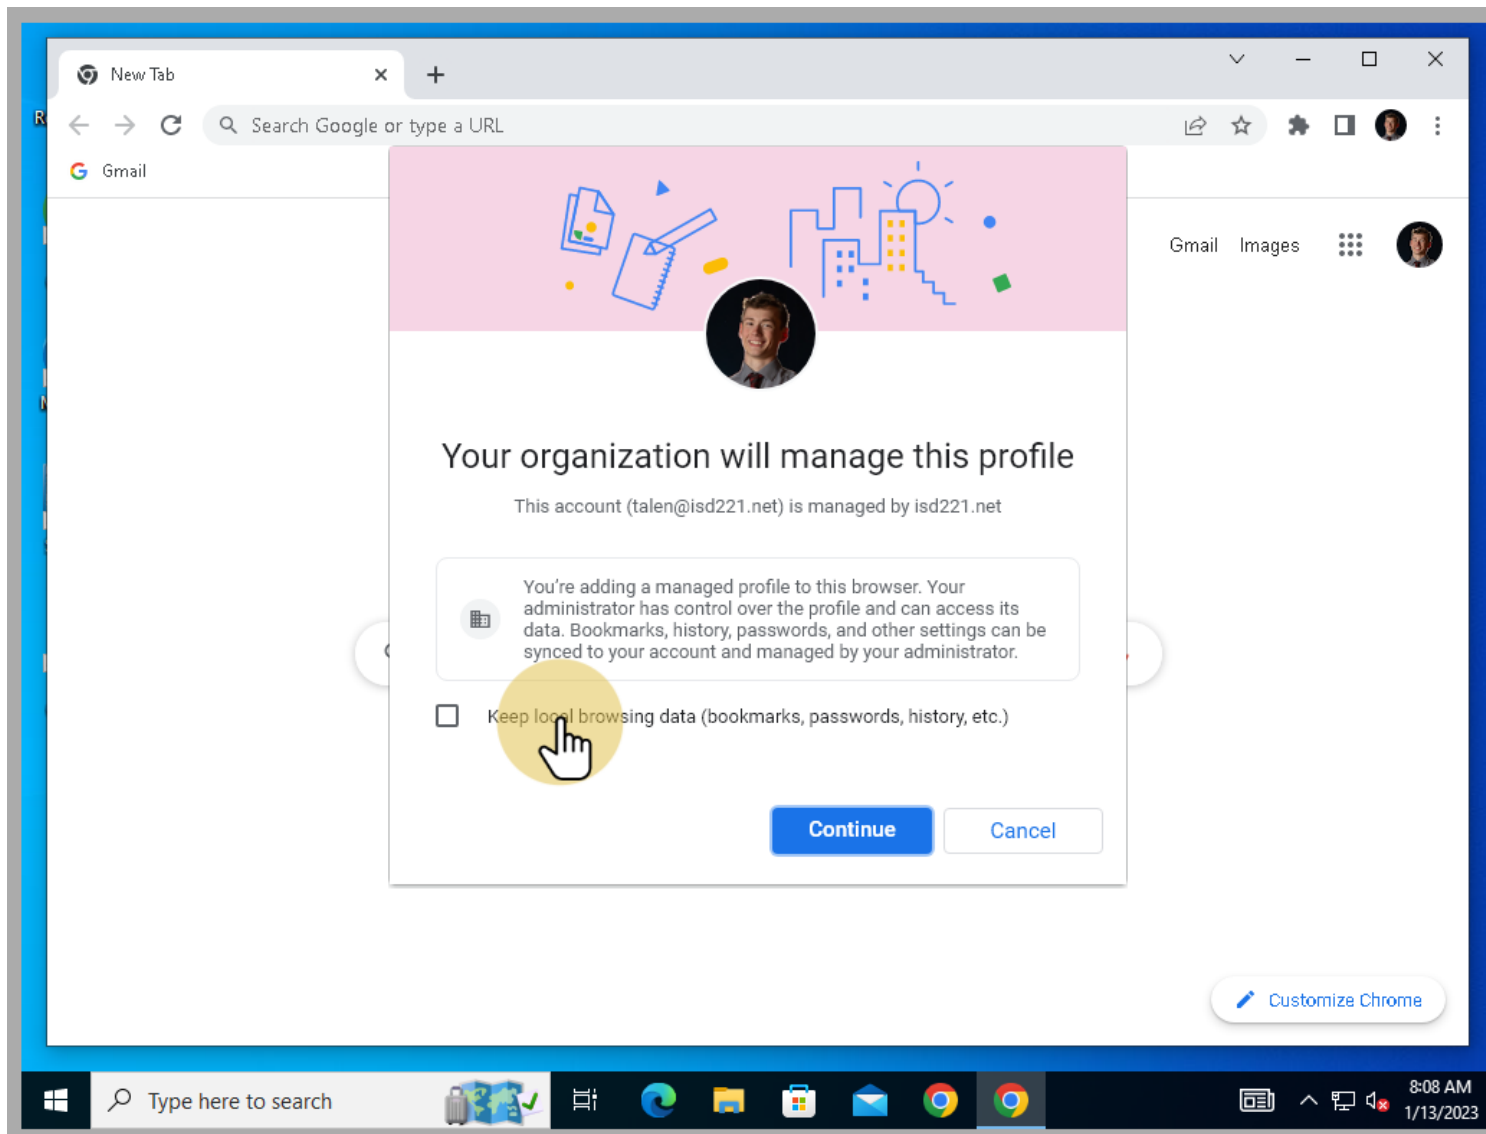 New Tab
Search Google or type a URL
Gmail
Gmail Images
Your organization will manage this profile
This account (talen@isd221.net) is managed by isd221.net
You're adding a managed profile to this browser. Your
administrator has control over the profile and can access its
data. Bookmarks, history, passwords, and other settings can be
synced to your account and managed by your administrator.
Keep local browsing data (bookmarks, passwords, history, etc.)
Continue Cancel
Customize Chrome
Type here to search
8:08 AM
1/13/2023